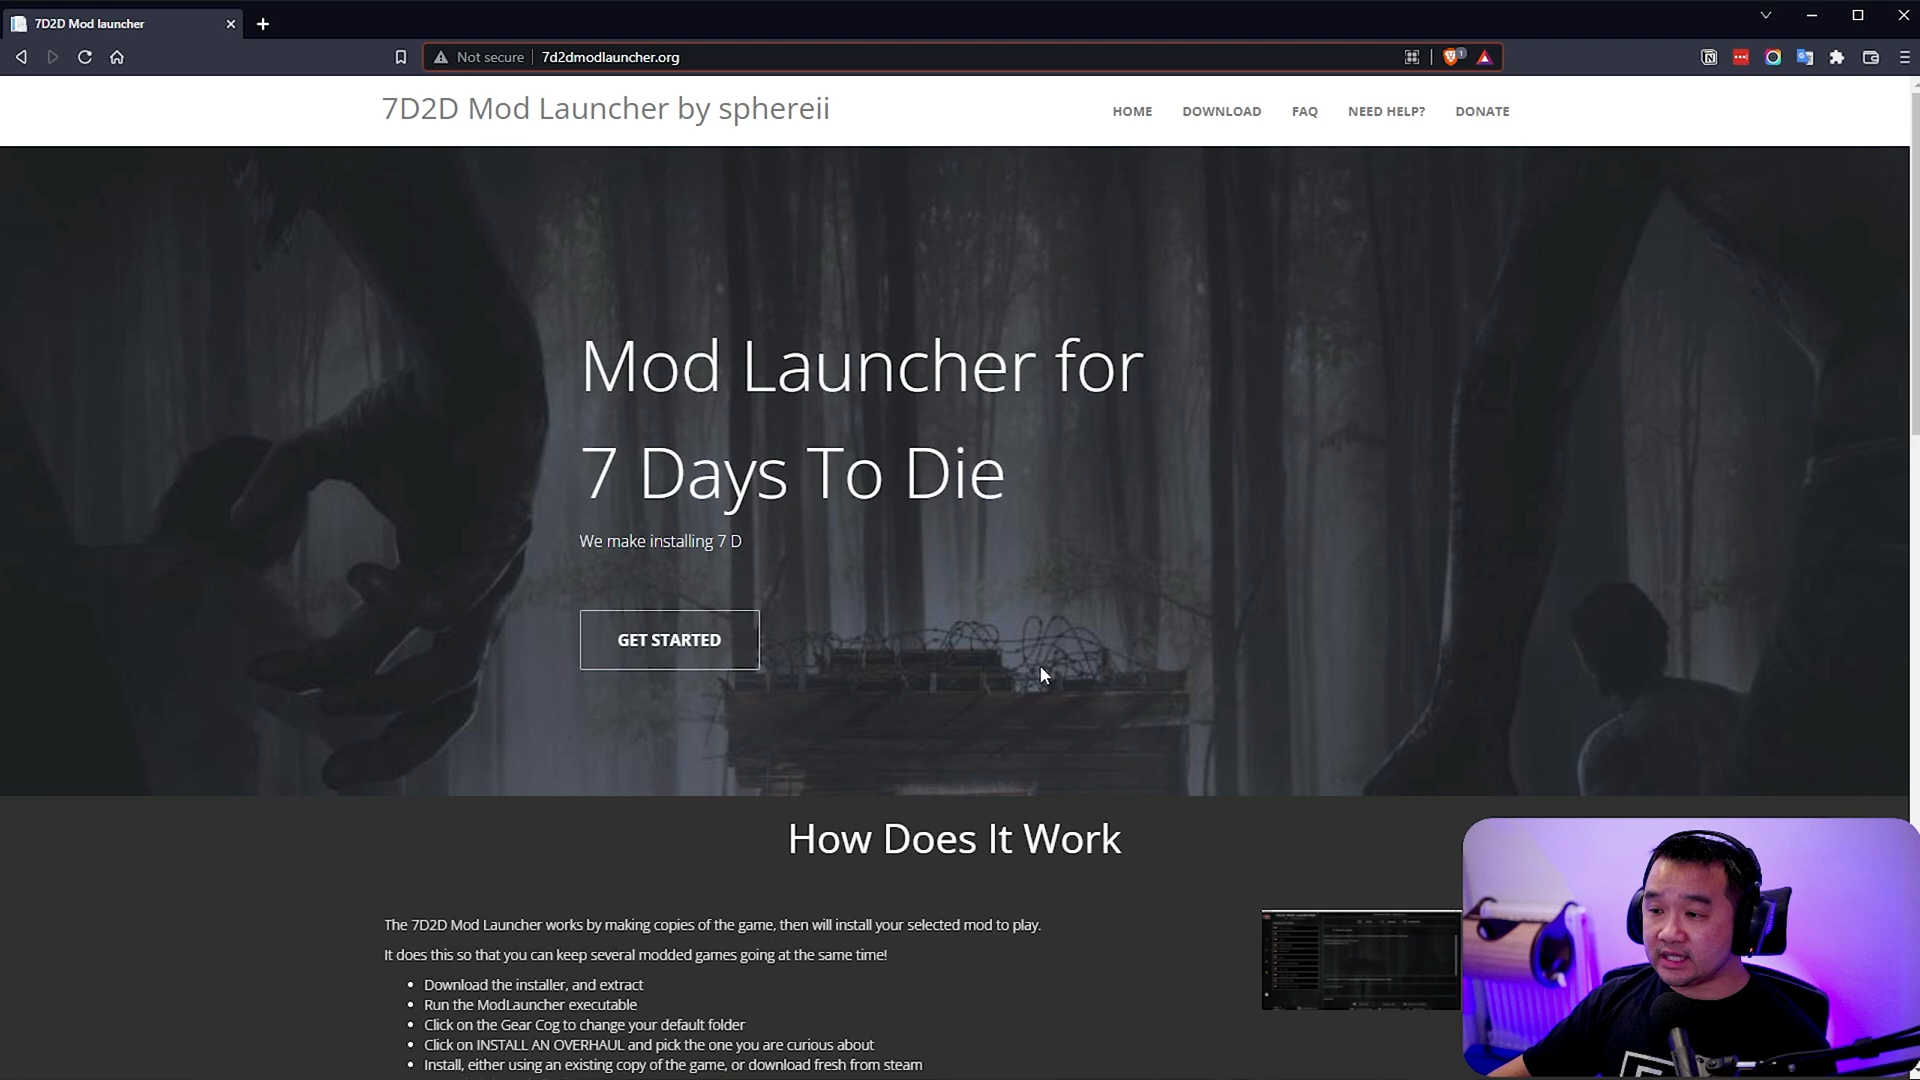 7D2D Mod launcher
Not secure
7d2dmodlauncher.org
1
7D2D Mod Launcher by sphereii
HOME
DOWNLOAD
FAQ
NEED HELP?
DONATE
Mod Launcher for
7 Days To Die
We make installing 7 D
GET STARTED
How Does It Work
The 7D2D Mod Launcher works by making copies of the game, then will install your selected mod to play.
It does this so that you can keep several modded games going at the same time!
• Download the installer, and extract
• Run the ModLauncher executable
• Click on the Gear Cog to change your default folder
• Click on INSTALL AN OVERHAUL and pick the one you are curious about
• Install, either using an existing copy of the game, or download fresh from steam